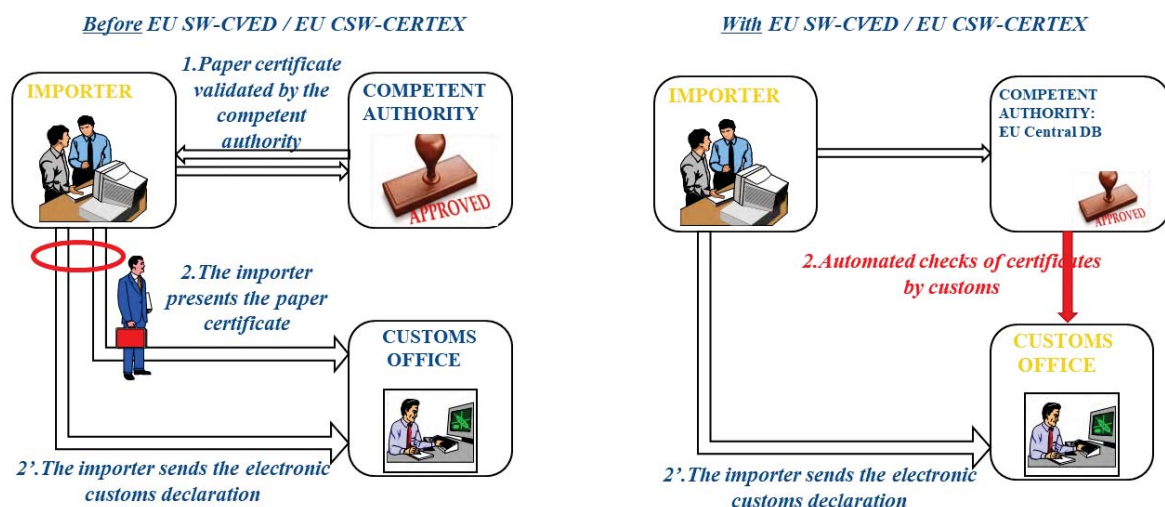 Before EU SW-CVED / EU CSW-CERTEX
1.Paper certificate
validated by the
competent
authority
IMPORTER
COMPETENT
AUTHORITY
APPROVED
2.The importer
presents the paper
certificate
CUSTOMS
OFFICE
2'.The importer sends the electronic
customs declaration
With EU SW-CVED / EU CSW-CERTEX
IMPORTER
COMPETENT
AUTHORITY:
EU Central DB
APPROVED
2.Automated checks of certificates
by customs
CUSTOMS
OFFICE
2'.The importer sends the electronic
customs declaration